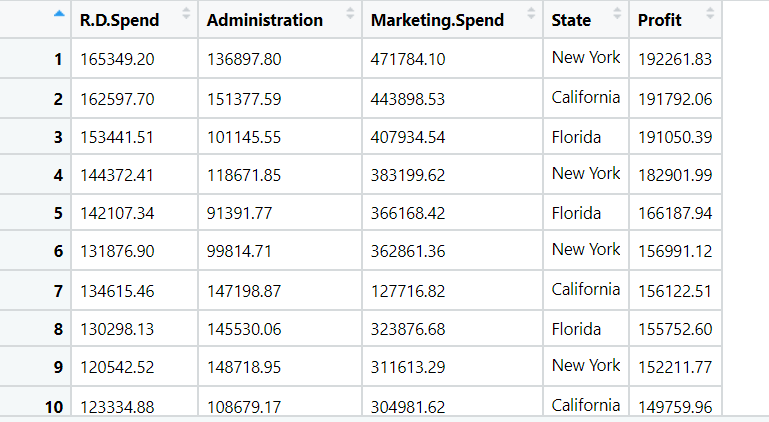 R.D.Spend Administration Marketing.Spend State Profit
1 165349.20 136897.80 471784.10 New York 192261.83
2 162597.70 151377.59 443898.53 California 191792.06
3 153441.51 101145.55 407934.54 Florida 191050.39
4 144372.41 118671.85 383199.62 New York 182901.99
5 142107.34 91391.77 366168.42 Florida 166187.94
6 131876.90 99814.71 362861.36 New York 156991.12
7 134615.46 147198.87 127716.82 California 156122.51
8 130298.13 145530.06 323876.68 Florida 155752.60
9 120542.52 148718.95 311613.29 New York 152211.77
10 123334.88 108679.17 304981.62 California 149759.96